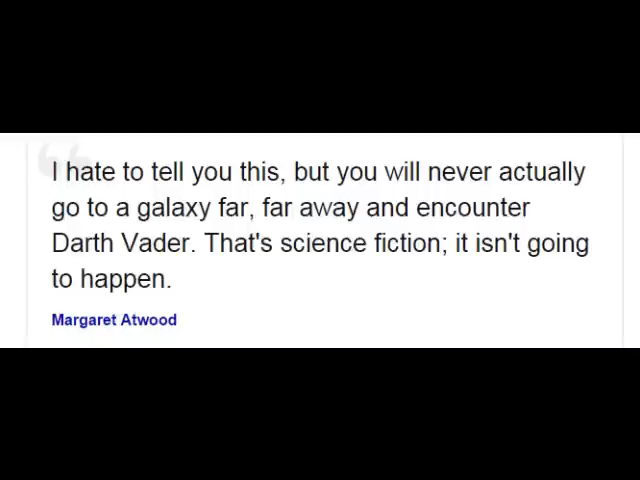 I hate to tell you this, but you will never actually
go to a galaxy far, far away and encounter
Darth Vader. That's science fiction; it isn't going
to happen.
Margaret Atwood